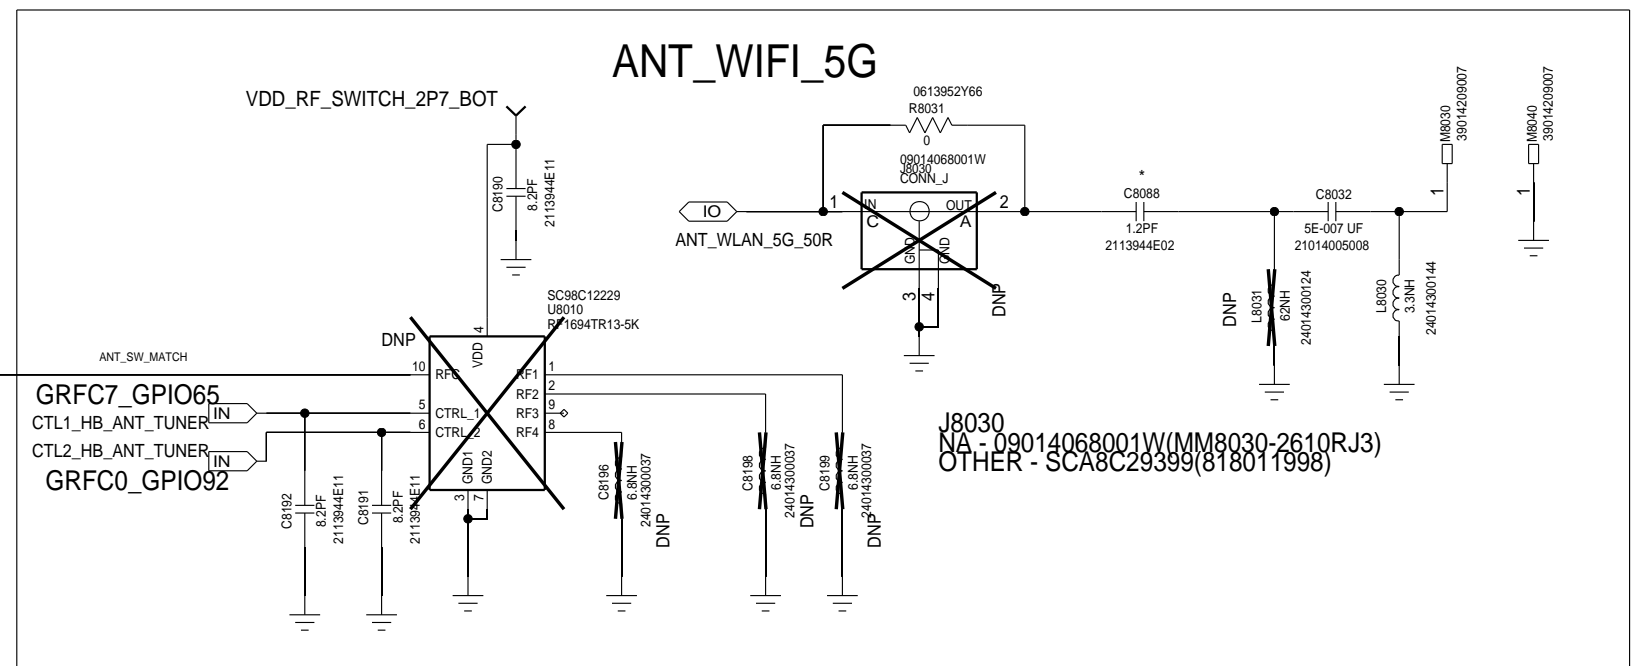 ANT_WIFI_5G
VDD_RF_SWITCH_2P7_BOT
C8190
8.2PF
2113944E11
0613952Y66
R8031
0
09014068001W
J8030
CONN_J
IO
ANT_WLAN_5G_50R
1
IN
C
OUT
A
2
GND
GND
3
4
DNP
*
C8088
1.2PF
2113944E02
C8032
5E-007 UF
21014005008
M8030
39014209007
1
M8040
39014209007
1
DNP
L8031
62NH
24014300124
L8030
3.3NH
24014300144
SC98C12229
U8010
RF1694TR13-5K
DNP
4
VDD
ANT_SW_MATCH
10
RFC
RF1
1
RF2
2
GRFC7_GPIO65
CTL1_HB_ANT_TUNER
IN
5
CTRL_1
RF3
9
CTL2_HB_ANT_TUNER
IN
6
CTRL_2
RF4
8
GRFC0_GPIO92
GND1
GND2
3
7
C8192
8.2PF
2113944E11
C8191
8.2PF
2113944E11
C8196
6.8NH
24014300037
DNP
C8198
6.8NH
24014300037
DNP
C8199
6.8NH
24014300037
DNP
J8030
NA - 09014068001W(MM8030-2610RJ3)
OTHER - SCA8C29399(818011998)